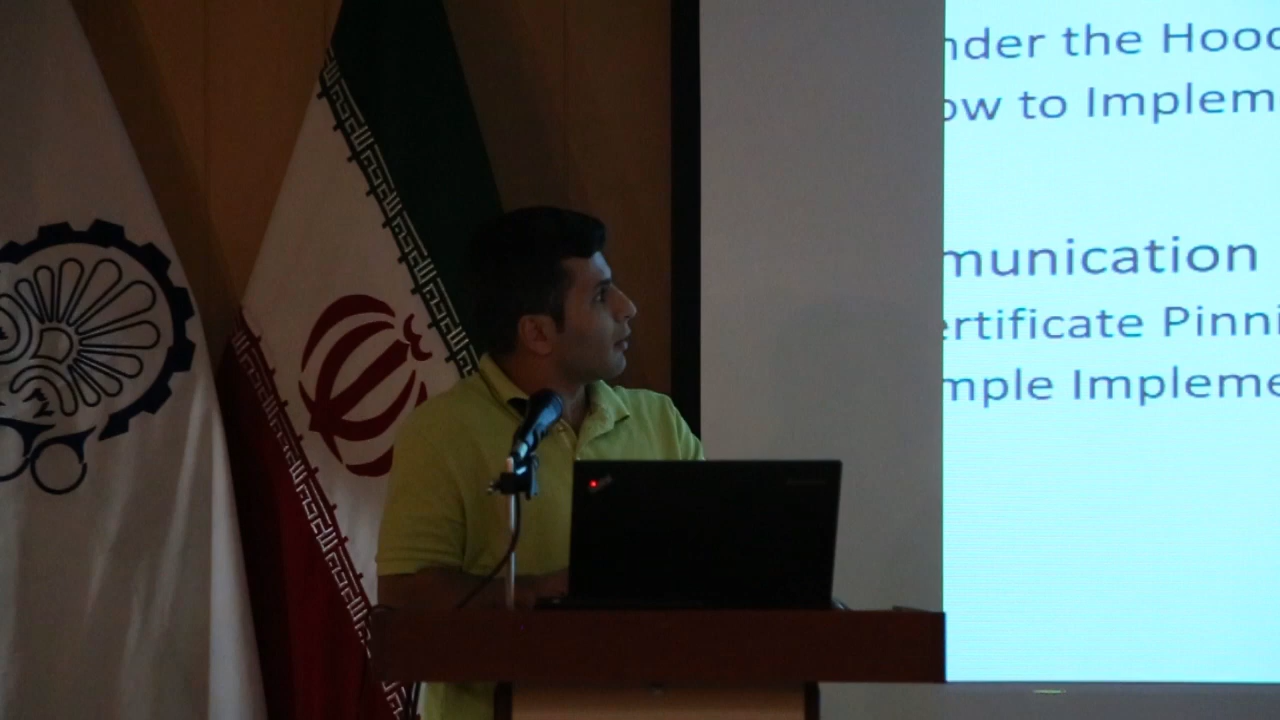 nder the Hood
ow to Implem
munication
ertificate Pinni
mple Impleme